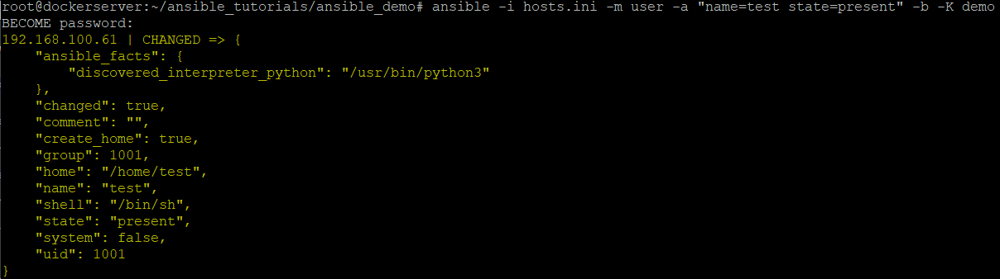 root@dockerserver:~/ansible_tutorials/ansible_demo# ansible -i hosts.ini -m user -a "name=test state=present" -b -K demo
BECOME password:
192.168.100.61 | CHANGED => {
    "ansible_facts": {
        "discovered_interpreter_python": "/usr/bin/python3"
    },
    "changed": true,
    "comment": "",
    "create_home": true,
    "group": 1001,
    "home": "/home/test",
    "name": "test",
    "shell": "/bin/sh",
    "state": "present",
    "system": false,
    "uid": 1001
}